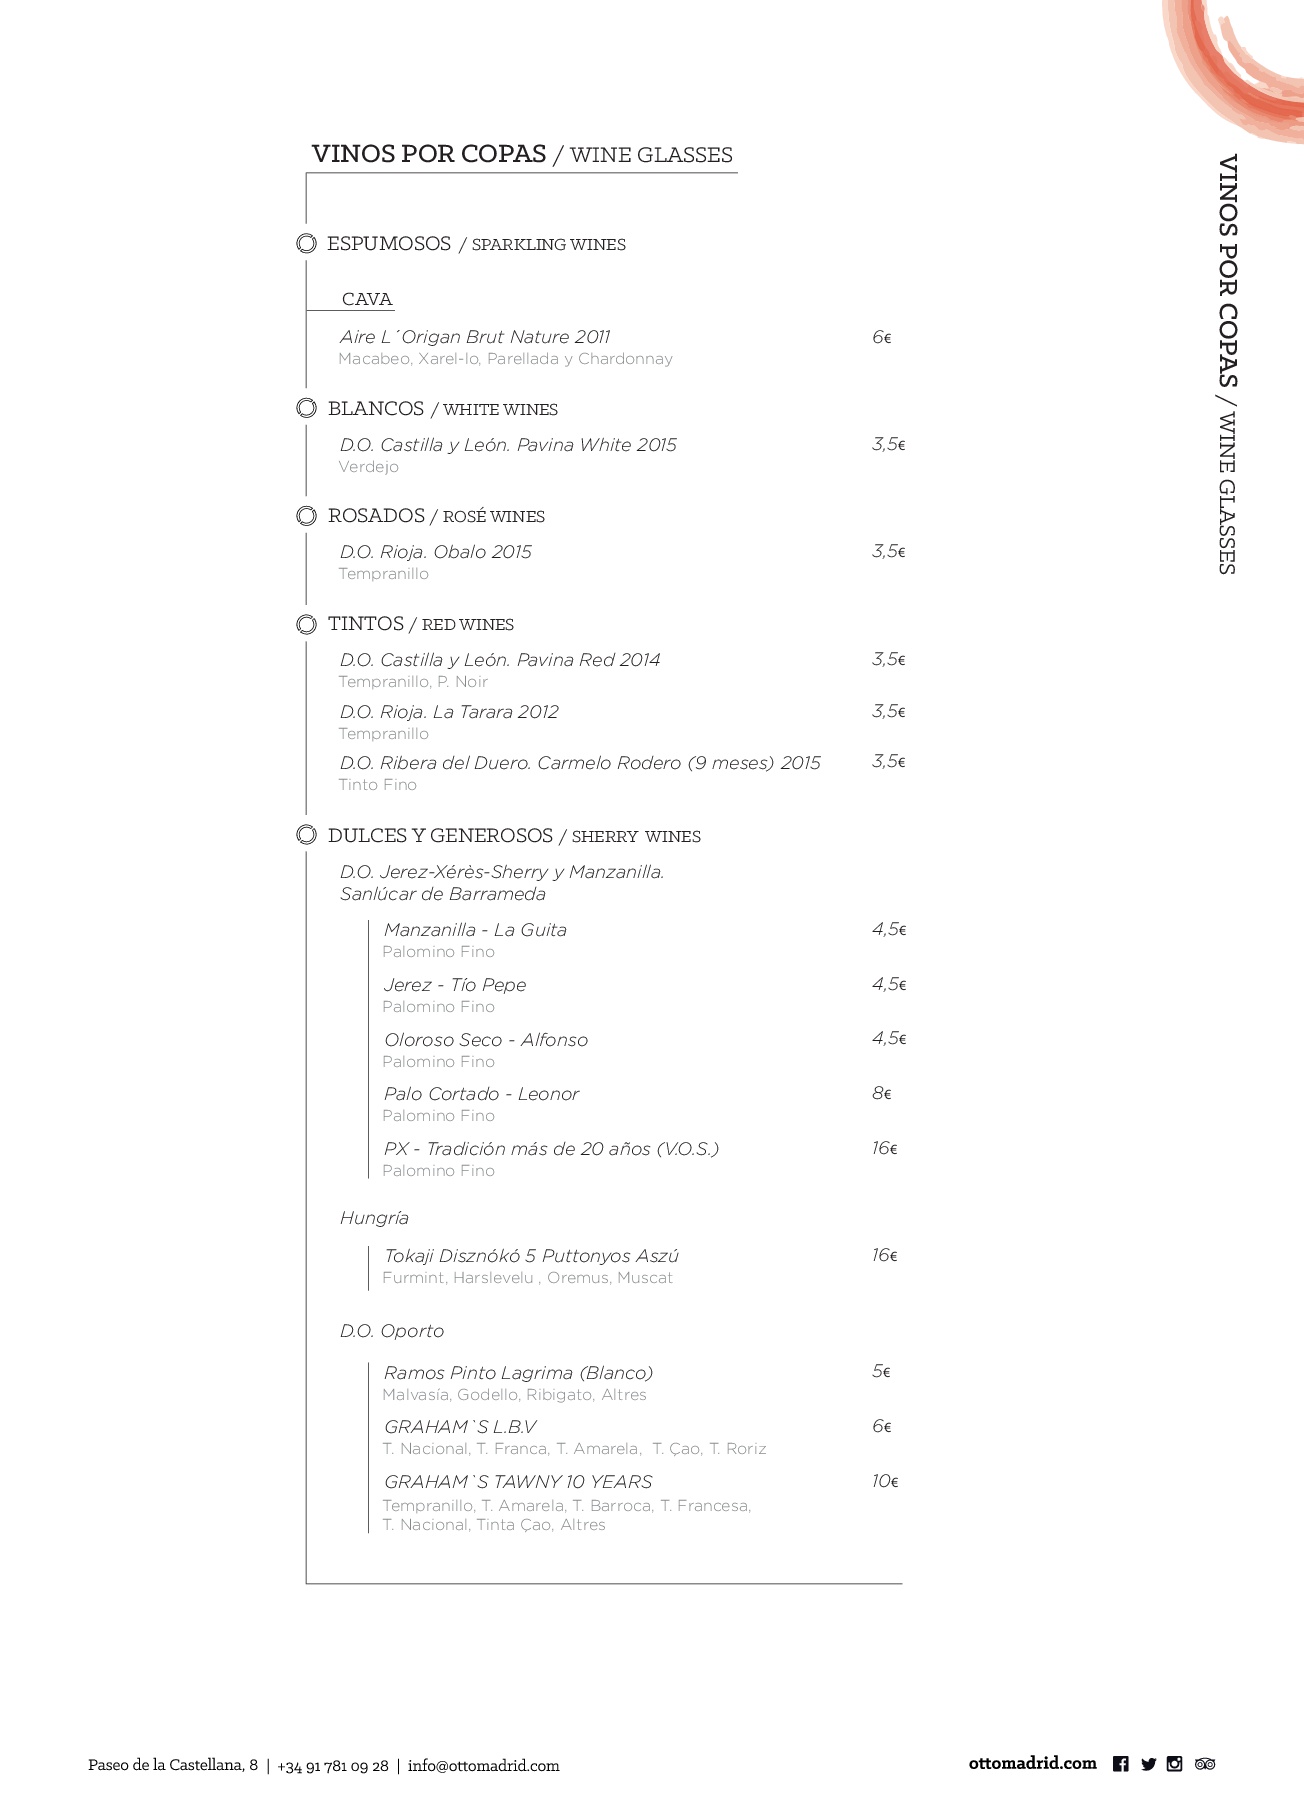 VINOS POR COPAS / WINE GLASSES
VINOS POR COPAS / WINE GLASSES
ESPUMOSOS / SPARKLING WINES
CAVA
Aire L´Origan Brut Nature 2011 6€
Macabeo, Xarel-lo, Parellada y Chardonnay
BLANCOS / WHITE WINES
D.O. Castilla y León. Pavina White 2015 3,5€
Verdejo
ROSADOS / ROSÉ WINES
D.O. Rioja. Obalo 2015 3,5€
Tempranillo
TINTOS / RED WINES
D.O. Castilla y León. Pavina Red 2014 3,5€
Tempranillo, P. Noir
D.O. Rioja. La Tarara 2012 3,5€
Tempranillo
D.O. Ribera del Duero. Carmelo Rodero (9 meses) 2015 3,5€
Tinto Fino
DULCES Y GENEROSOS / SHERRY WINES
D.O. Jerez-Xérès-Sherry y Manzanilla.
Sanlúcar de Barrameda
Manzanilla - La Guita 4,5€
Palomino Fino
Jerez - Tío Pepe 4,5€
Palomino Fino
Oloroso Seco - Alfonso 4,5€
Palomino Fino
Palo Cortado - Leonor 8€
Palomino Fino
PX - Tradición más de 20 años (V.O.S.) 16€
Palomino Fino
Hungría
Tokaji Disznókó 5 Puttonyos Aszú 16€
Furmint, Harslevelu , Oremus, Muscat
D.O. Oporto
Ramos Pinto Lagrima (Blanco) 5€
Malvasía, Godello, Ribigato, Altres
GRAHAM`S L.B.V 6€
T. Nacional, T. Franca, T. Amarela, T. Çao, T. Roriz
GRAHAM`S TAWNY 10 YEARS 10€
Tempranillo, T. Amarela, T. Barroca, T. Francesa,
T. Nacional, Tinta Çao, Altres
Paseo de la Castellana, 8 | +34 91 781 09 28 | info@ottomadrid.com
ottomadrid.com